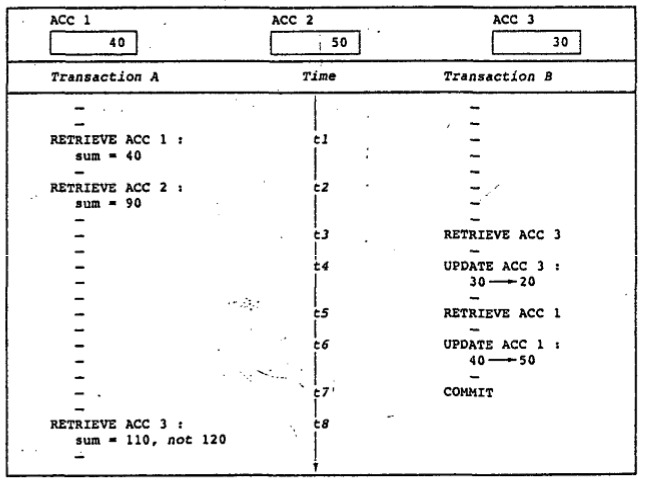 ACC 1 ACC 2 ACC 3
40 50 30
Transaction A Time Transaction B
RETRIEVE ACC 1 : t1
sum = 40
RETRIEVE ACC 2 : t2
sum = 90
t3 RETRIEVE ACC 3
t4 UPDATE ACC 3 :
30 → 20
t5 RETRIEVE ACC 1
t6 UPDATE ACC 1 :
40 → 50
t7 COMMIT
RETRIEVE ACC 3 : t8
sum = 110, not 120